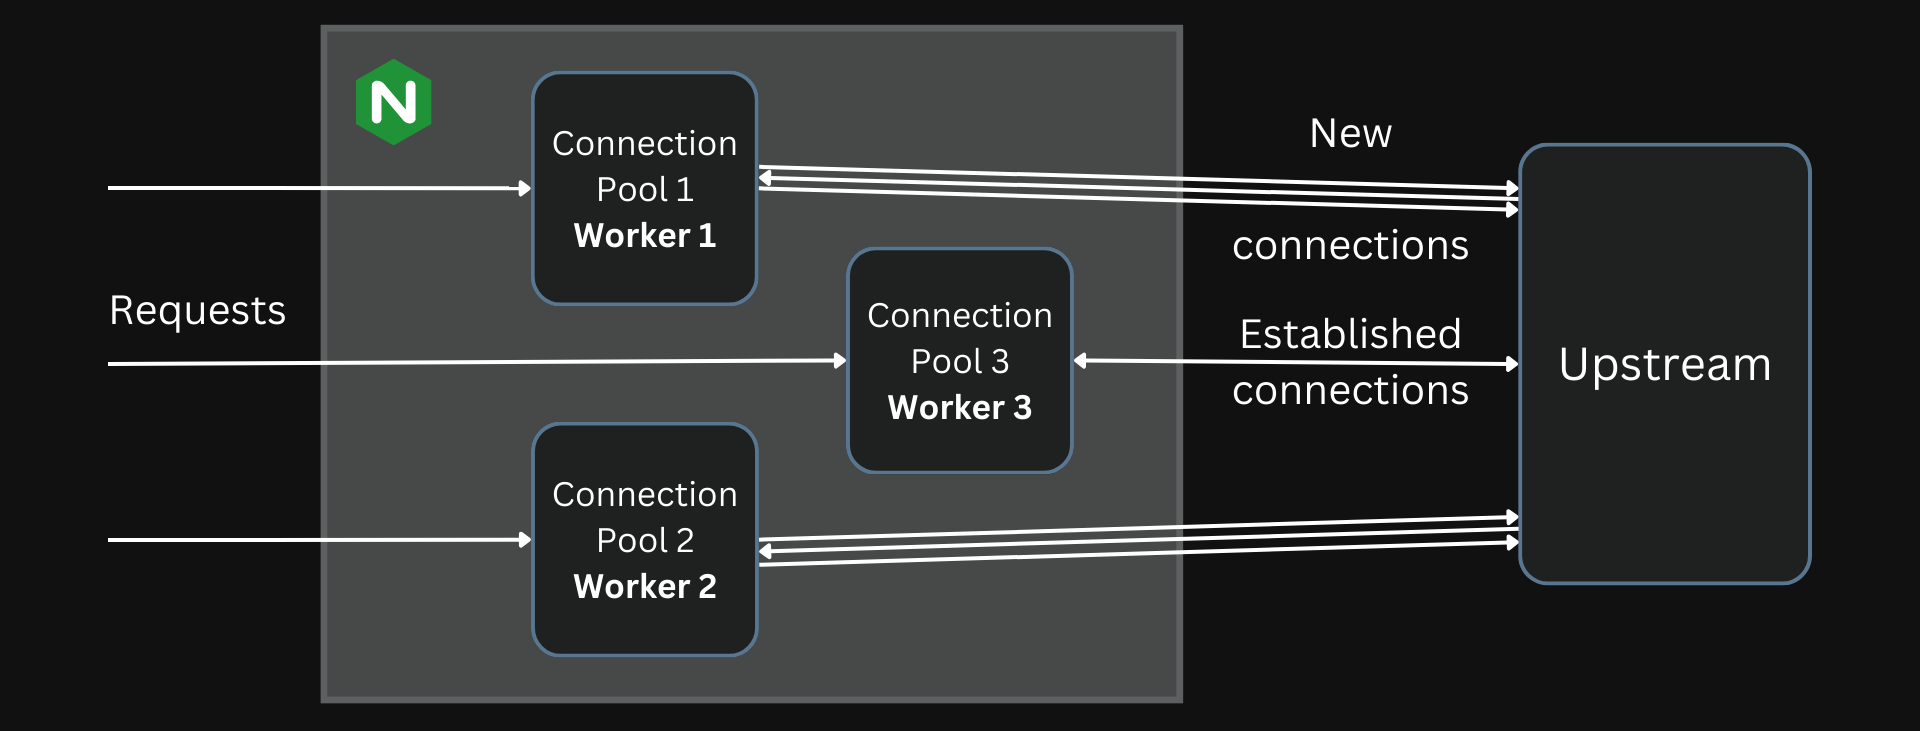 Requests
N
Connection
Pool 1
Worker 1
Connection
Pool 3
Worker 3
Connection
Pool 2
Worker 2
New
connections
Established
connections
Upstream